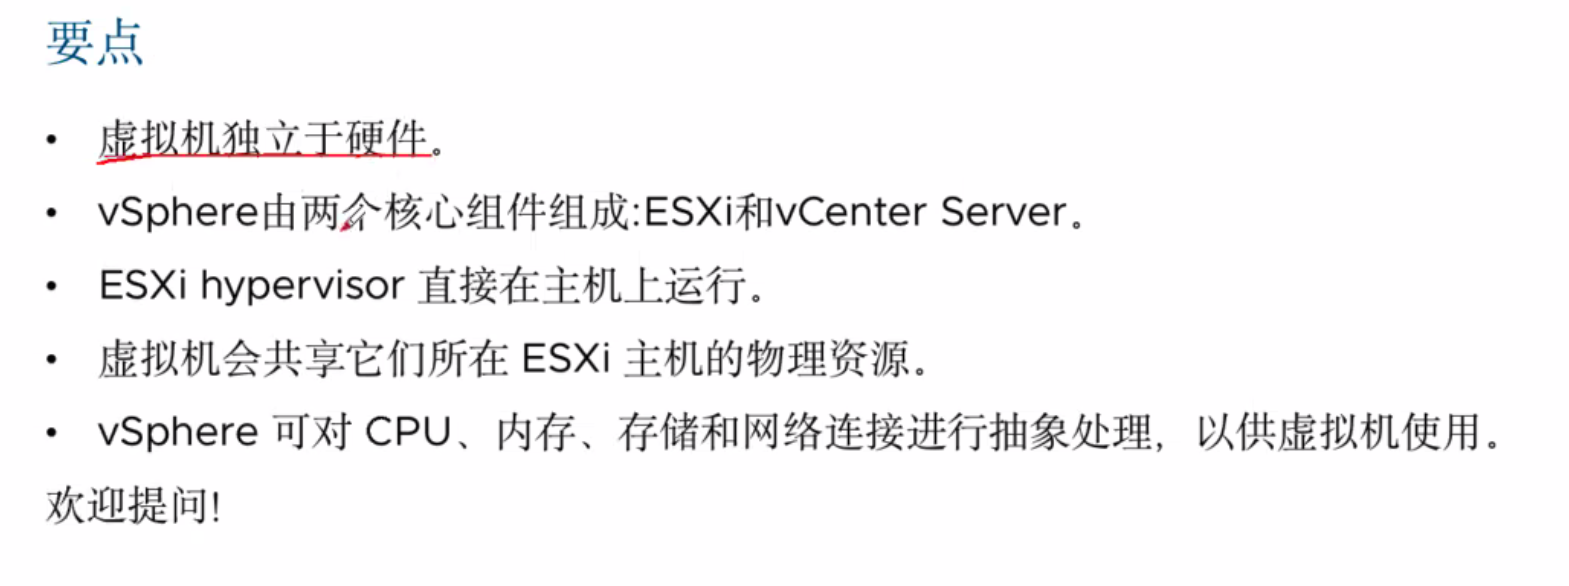 要点
• 虚拟机独立于硬件。
• vSphere由两个核心组件组成:ESXi和vCenter Server。
• ESXi hypervisor 直接在主机上运行。
• 虚拟机会共享它们所在 ESXi 主机的物理资源。
• vSphere 可对 CPU、内存、存储和网络连接进行抽象处理，以供虚拟机使用。
欢迎提问!